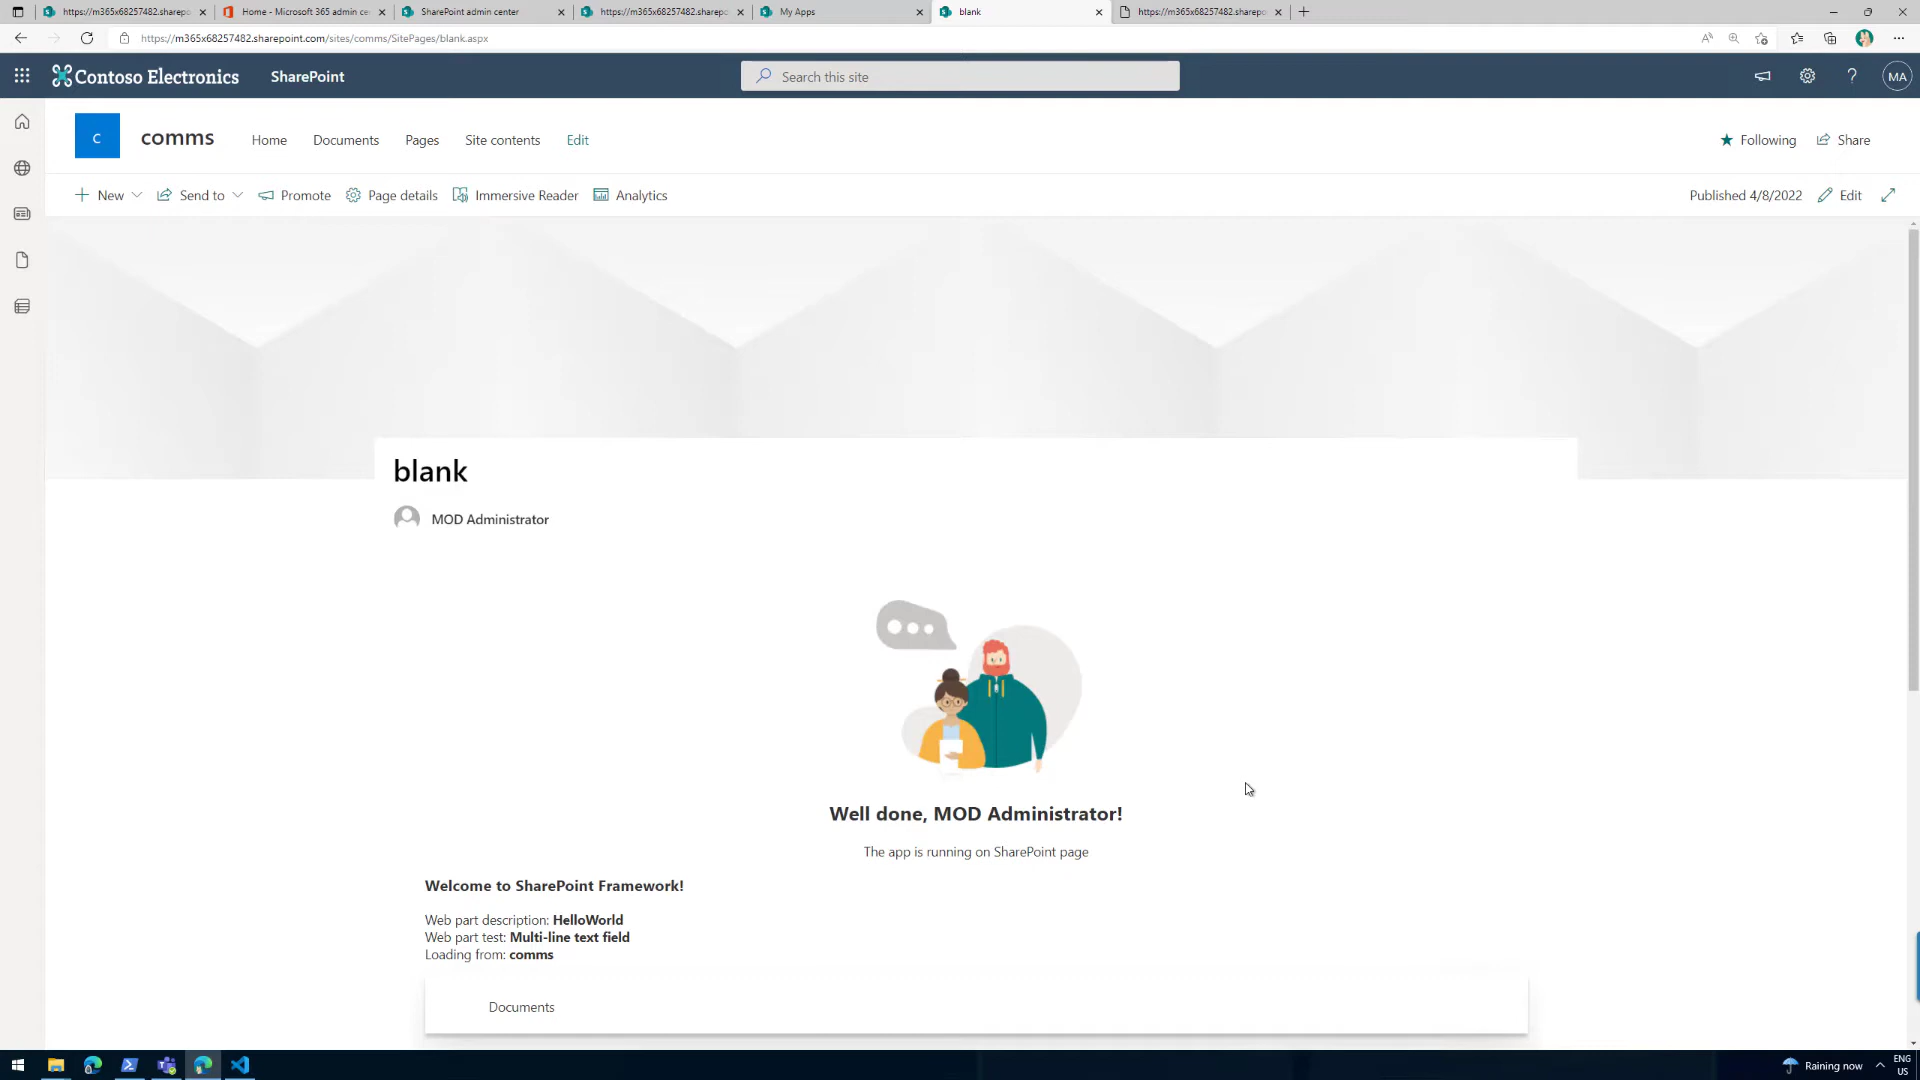 https://m365x68257482.sharepo
Home - Microsoft 365 admin ce
SharePoint admin center
https://m365x68257482.sharepo
My Apps
blank
https://m365x68257482.sharepo
https://m365x68257482.sharepoint.com/sites/comms/SitePages/blank.aspx
Contoso Electronics
SharePoint
Search this site
MA
C
comms
Home
Documents
Pages
Site contents
Edit
Following
Share
New
Send to
Promote
Page details
Immersive Reader
Analytics
Published 4/8/2022
Edit
blank
MOD Administrator
Well done, MOD Administrator!
The app is running on SharePoint page
Welcome to SharePoint Framework!
Web part description: HelloWorld
Web part test: Multi-line text field
Loading from: comms
Documents
Raining now
ENG
US